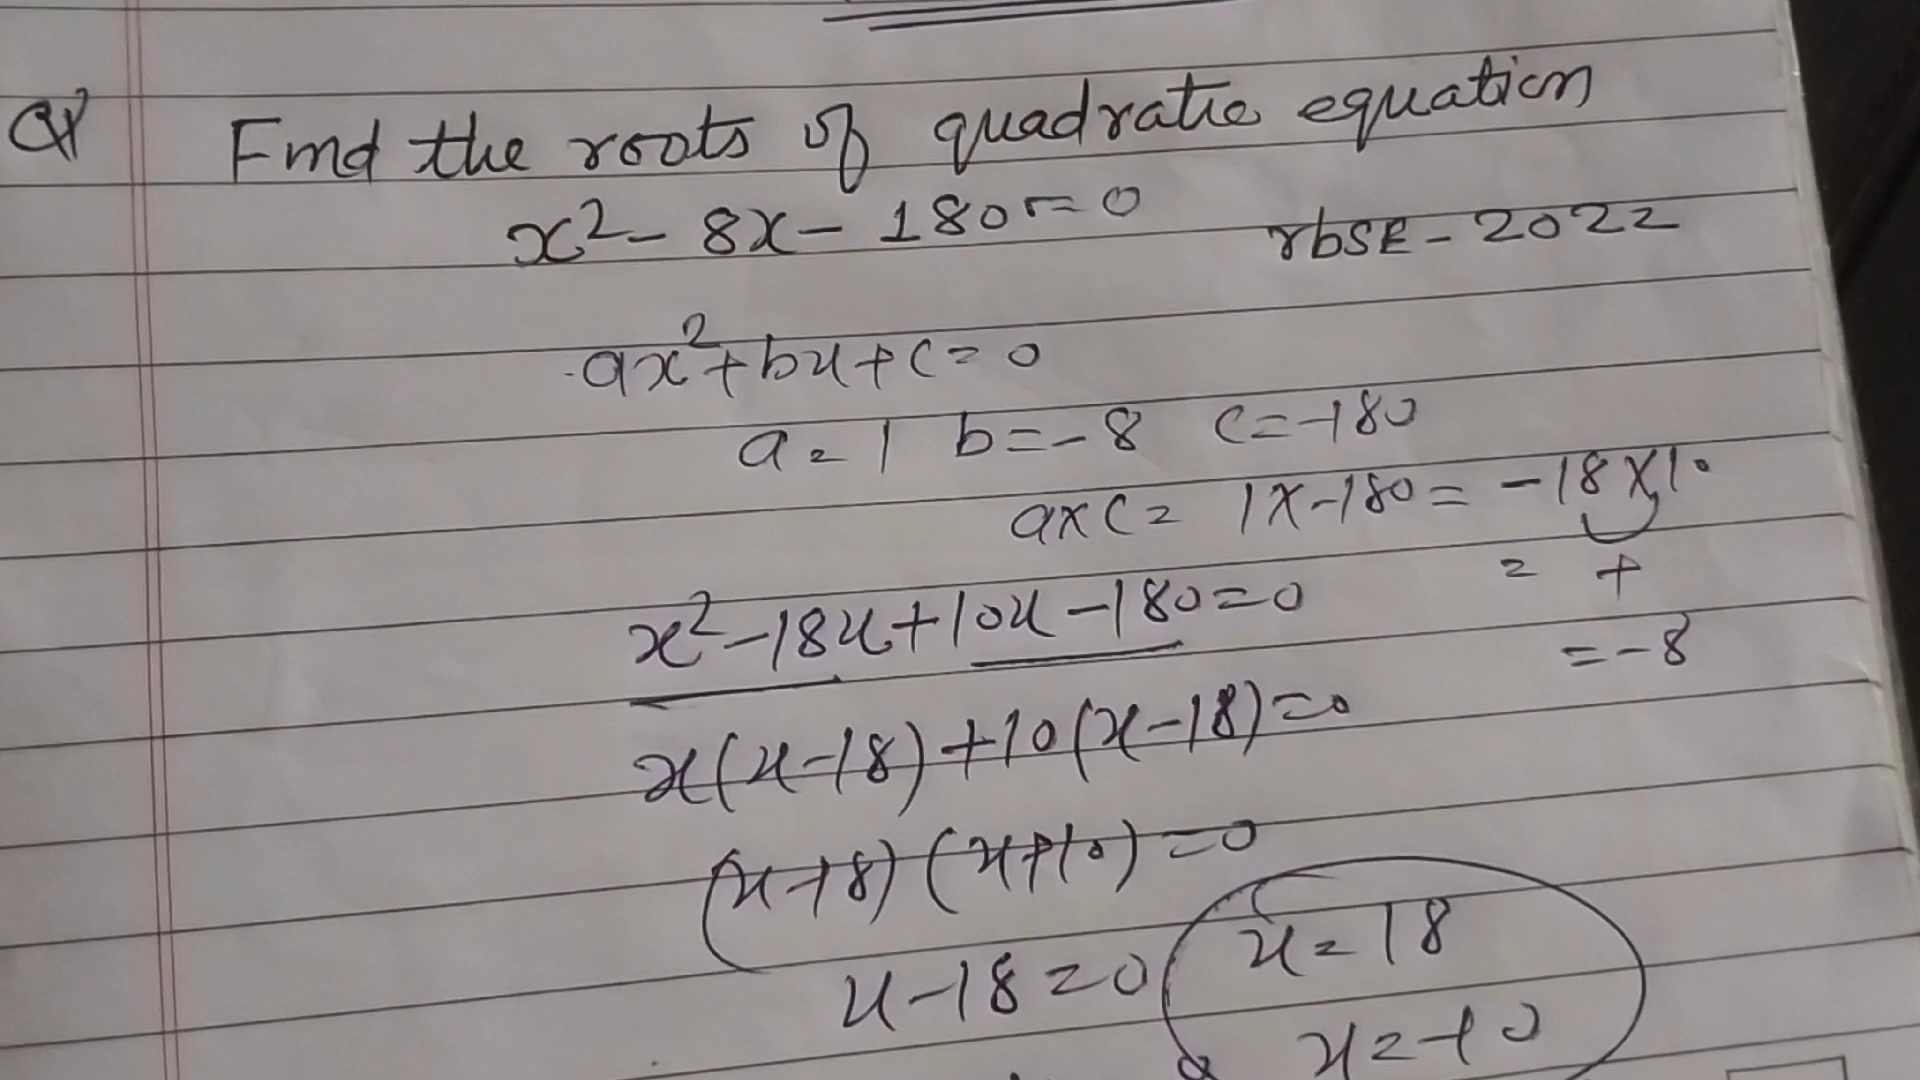 Q1 Find the roots of quadratic equation
x² - 8x - 180 = 0 rbSE - 2022
ax² + bx + c = 0
a = 1 b = -8 c = -180
a x c = 1 x -180 = -18 x 10
= +
x² - 18x + 10x - 180 = 0
= -8
x(x - 18) + 10(x - 18) = 0
(x - 18) (x + 10) = 0
x - 18 = 0 x = 18
x = -10